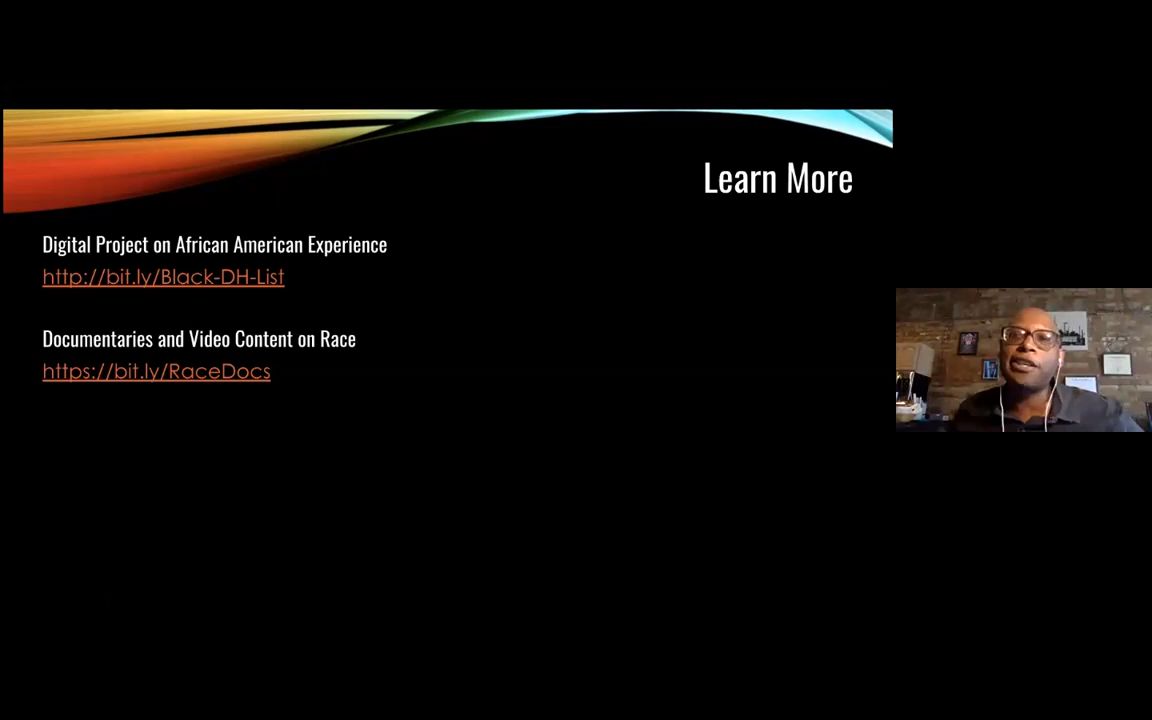 Learn More
Digital Project on African American Experience
http://bit.ly/Black-DH-List
Documentaries and Video Content on Race
https://bit.ly/RaceDocs